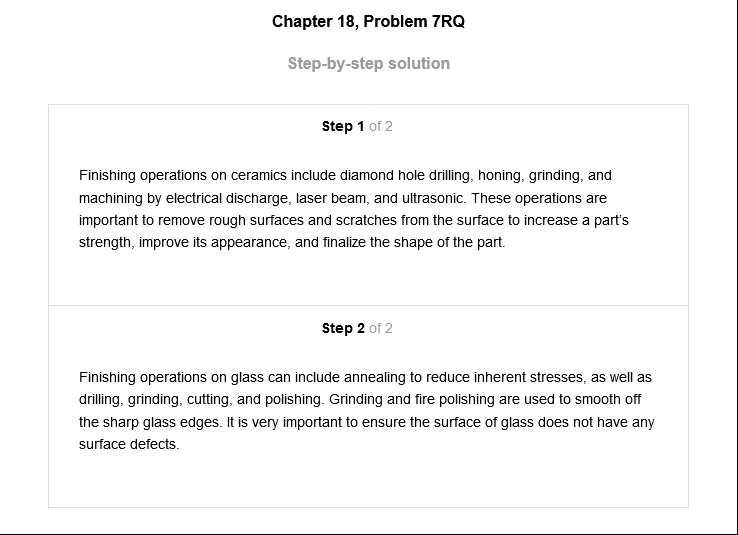 Chapter 18, Problem 7RQ
Step-by-step solution
Step 1 of 2
Finishing operations on ceramics include diamond hole drilling, honing, grinding, and
machining by electrical discharge, laser beam, and ultrasonic. These operations are
important to remove rough surfaces and scratches from the surface to increase a part's
strength, improve its appearance, and finalize the shape of the part.
Step 2 of 2
Finishing operations on glass can include annealing to reduce inherent stresses, as well as
drilling, grinding, cutting, and polishing. Grinding and fire polishing are used to smooth off
the sharp glass edges. It is very important to ensure the surface of glass does not have any
surface defects.